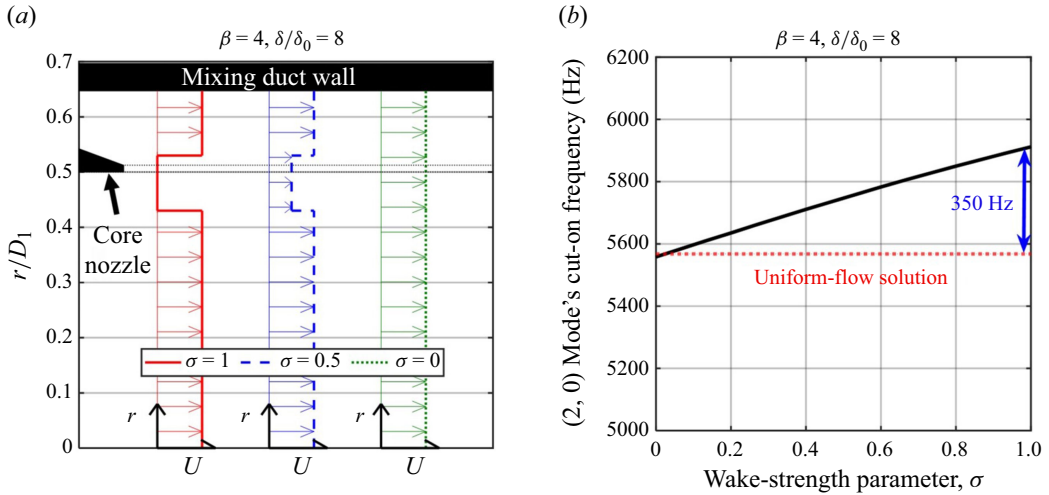 (a)
β = 4, δ/δ₀ = 8
0.7
0.6
0.5
0.4
0.3
0.2
0.1
0
r/D₁
Mixing duct wall
Core
nozzle
σ = 1
σ = 0.5
σ = 0
r
r
r
U
U
U
(b)
β = 4, δ/δ₀ = 8
6200
6000
5800
5600
5400
5200
5000
(2, 0) Mode’s cut-on frequency (Hz)
350 Hz
Uniform-flow solution
0
0.2
0.4
0.6
0.8
1.0
Wake-strength parameter, σ